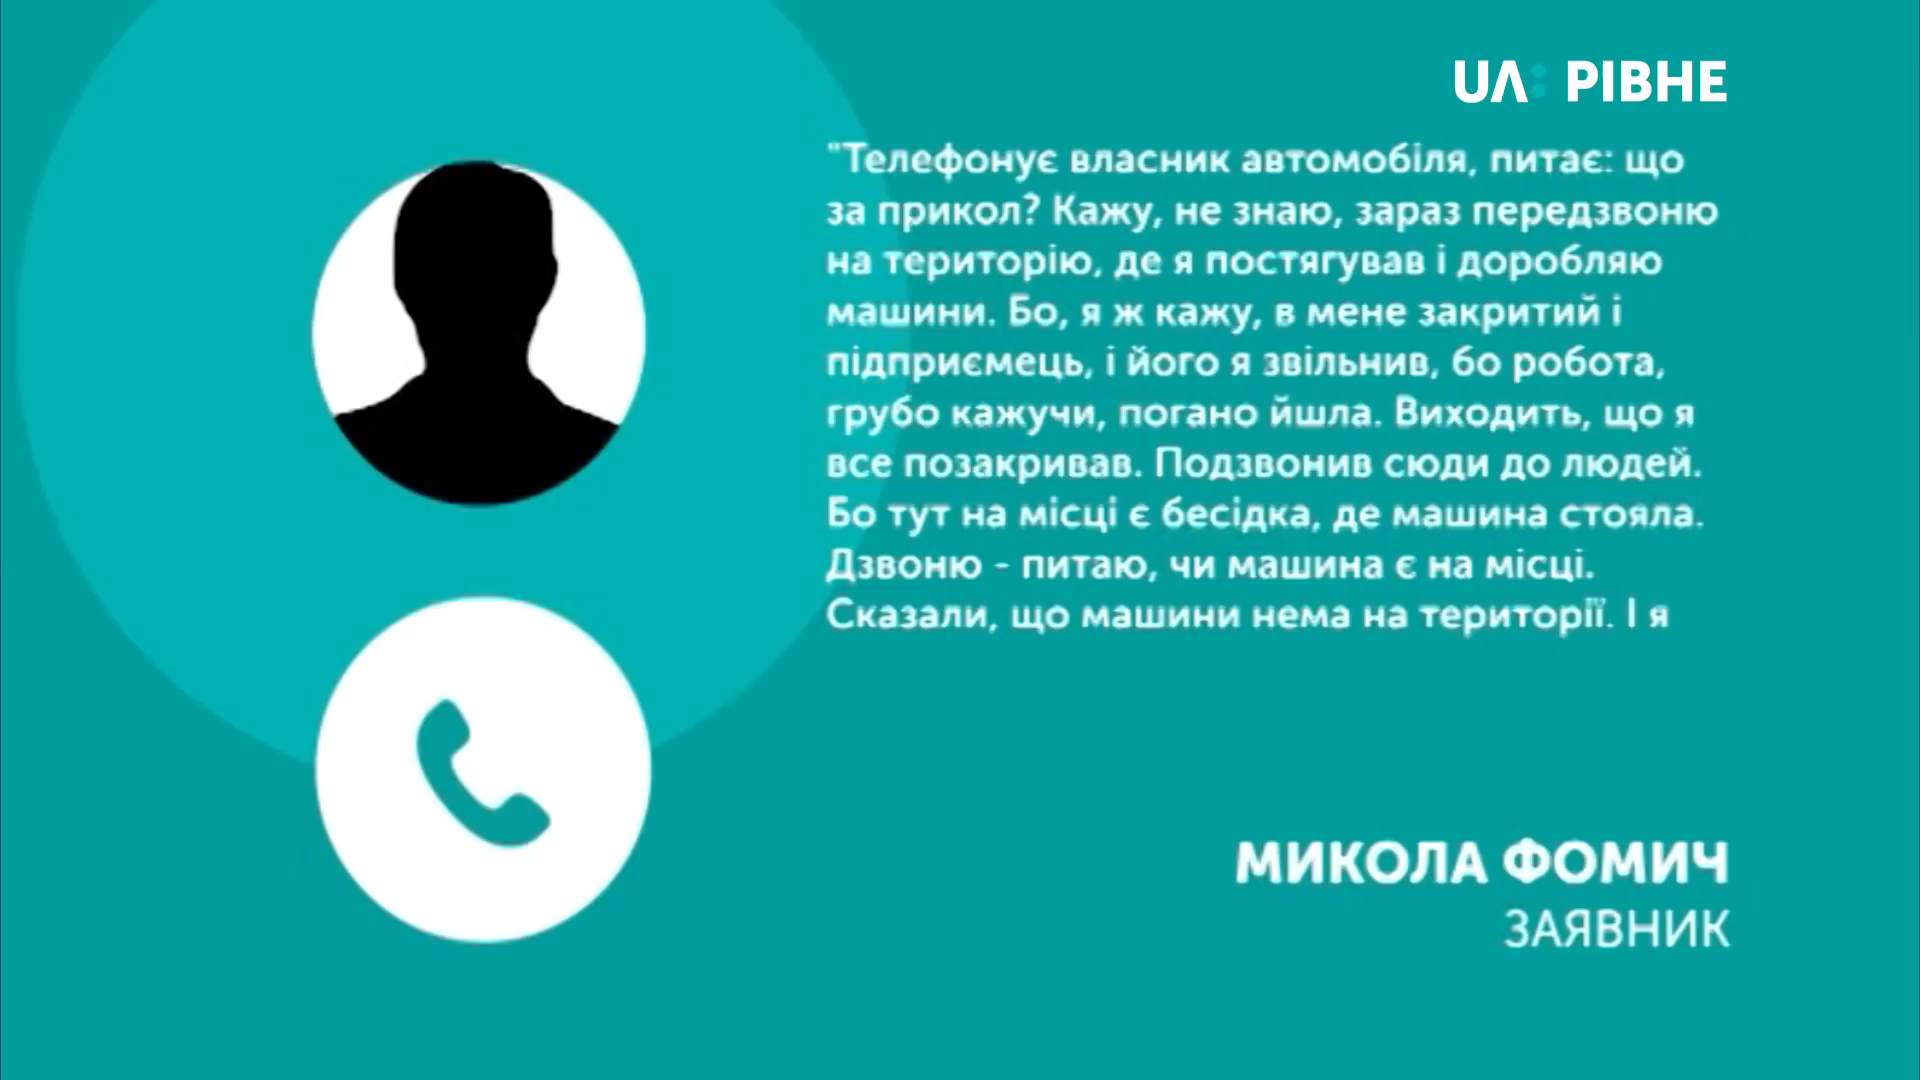 UA: РІВНЕ
"Телефонує власник автомобіля, питає: що
за прикол? Кажу, не знаю, зараз передзвоню
на територію, де я постягував і доробляю
машини. Бо, я ж кажу, в мене закритий і
підприємець, і його я звільнив, бо робота,
грубо кажучи, погано йшла. Виходить, що я
все позакривав. Подзвонив сюди до людей.
Бо тут на місці є бесідка, де машина стояла.
Дзвоню - питаю, чи машина є на місці.
Сказали, що машини нема на території. І я
МИКОЛА ФОМИЧ
ЗАЯВНИК